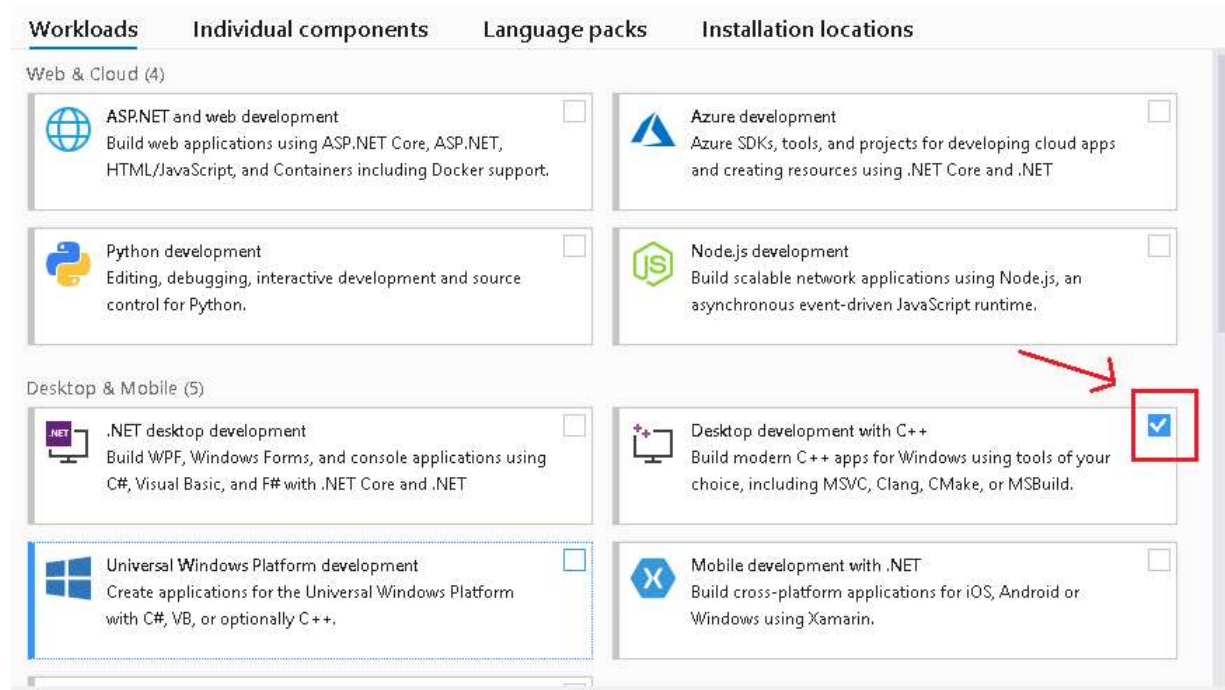 Workloads Individual components Language packs Installation locations
Web & Cloud (4)
ASP.NET and web development
Build web applications using ASP.NET Core, ASP.NET,
HTML/JavaScript, and Containers including Docker support.
Azure development
Azure SDKs, tools, and projects for developing cloud apps
and creating resources using .NET Core and .NET
Python development
Editing, debugging, interactive development and source
control for Python.
Node.js development
Build scalable network applications using Node.js, an
asynchronous event-driven JavaScript runtime.
Desktop & Mobile (5)
.NET
.NET desktop development
Build WPF, Windows Forms, and console applications using
C#, Visual Basic, and F# with .NET Core and .NET
Desktop development with C++
Build modern C++ apps for Windows using tools of your
choice, including MSVC, Clang, CMake, or MSBuild.
Universal Windows Platform development
Create applications for the Universal Windows Platform
with C#, VB, or optionally C++.
Mobile development with .NET
Build cross-platform applications for iOS, Android or
Windows using Xamarin.